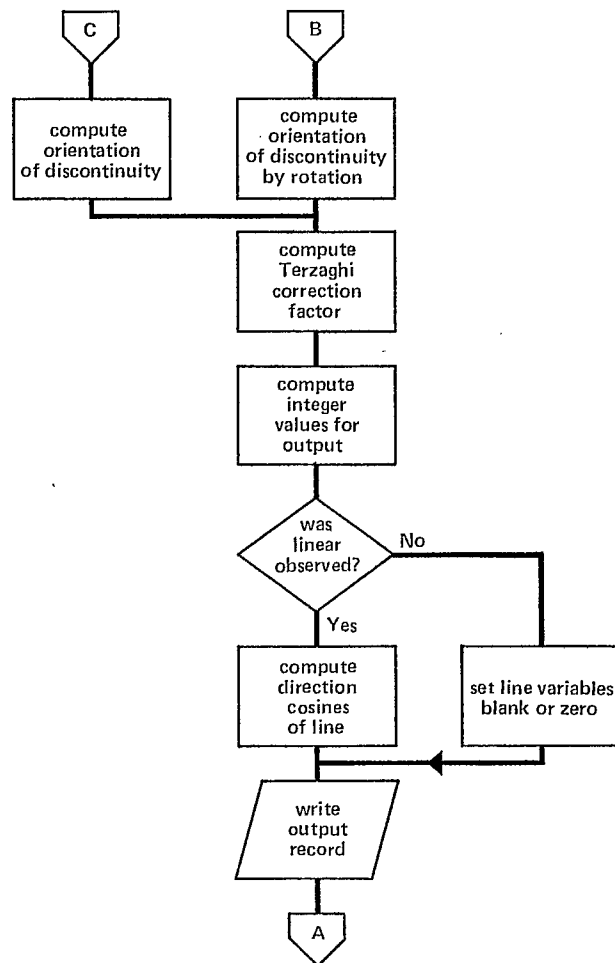 C
B
compute
orientation
of discontinuity
compute
orientation
of discontinuity
by rotation
compute
Terzaghi
correction
factor
compute
integer
values for
output
was
linear
observed?
No
Yes
compute
direction
cosines
of line
set line variables
blank or zero
write
output
record
A